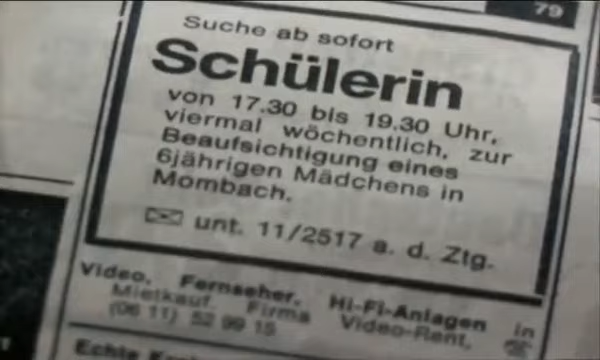 79
Suche ab sofort
Schülerin
von 17.30 bis 19.30 Uhr,
viermal wöchentlich, zur
Beaufsichtigung eines
6jährigen Mädchens in
Mombach.
unt. 11/2517 a. d. Ztg.
Video, Fernseher, Hi-Fi-Anlagen in
Mietkauf. Firma Video-Rent,
(06 11) 52 99 15
Echte